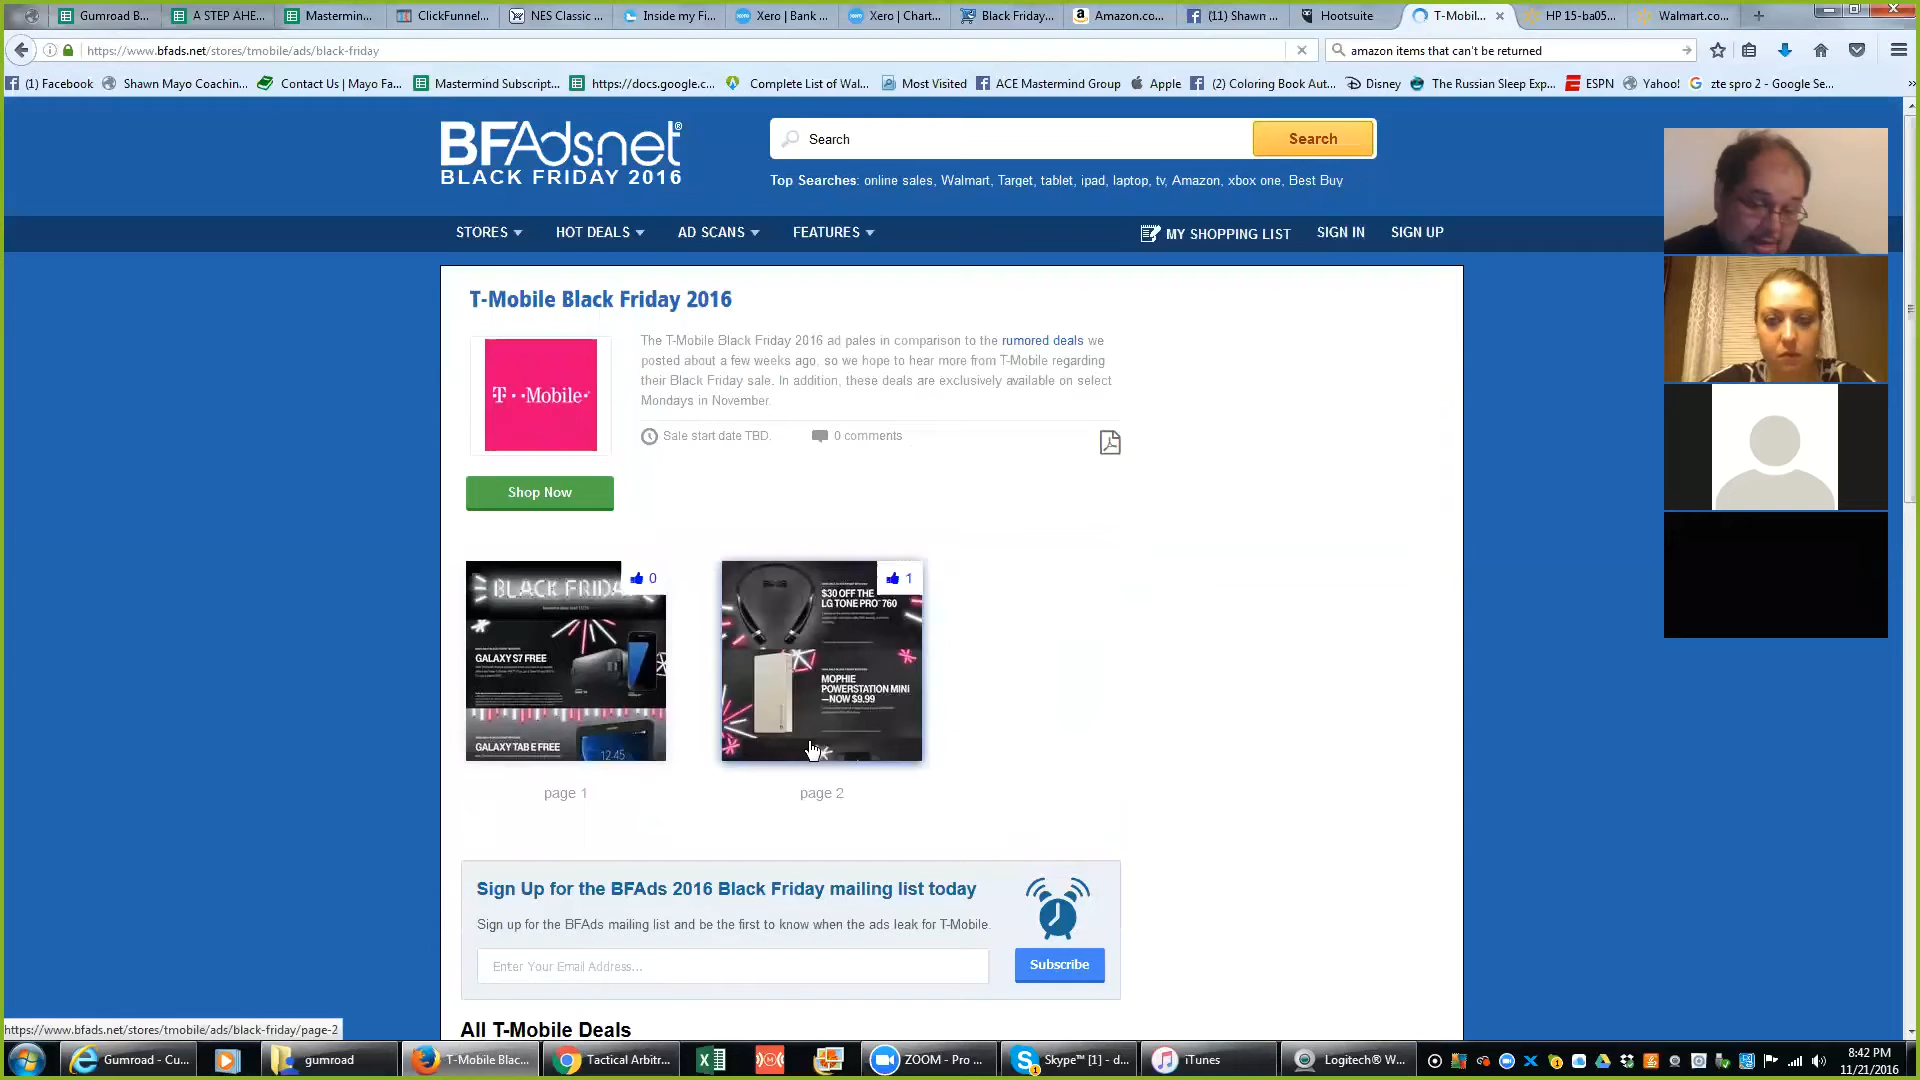 Gumroad B...
A STEP AHE...
Mastermin...
ClickFunnel...
NES Classic ...
Inside my Fi...
Xero | Bank ...
Xero | Chart...
Black Friday...
Amazon.co...
(11) Shawn ...
Hootsuite
T-Mobil...
HP 15-ba05...
Walmart.co...
https://www.bfads.net/stores/tmobile/ads/black-friday
amazon items that can't be returned
(1) Facebook
Shawn Mayo Coachin...
Contact Us | Mayo Fa...
Mastermind Subscript...
https://docs.google.c...
Complete List of Wal...
Most Visited
ACE Mastermind Group
Apple
(2) Coloring Book Aut...
Disney
The Russian Sleep Exp...
ESPN
Yahoo!
zte spro 2 - Google Se...
BFAdsnet®
BLACK FRIDAY 2016
Search
Search
Top Searches: online sales, Walmart, Target, tablet, ipad, laptop, tv, Amazon, xbox one, Best Buy
STORES
HOT DEALS
AD SCANS
FEATURES
MY SHOPPING LIST
SIGN IN
SIGN UP
T-Mobile Black Friday 2016
The T-Mobile Black Friday 2016 ad pales in comparison to the rumored deals we
posted about a few weeks ago, so we hope to hear more from T-Mobile regarding
their Black Friday sale. In addition, these deals are exclusively available on select
Mondays in November.
T··Mobile·
Sale start date TBD.
0 comments
Shop Now
BLACK FRIDA
0
GALAXY S7 FREE
GALAXY TAB E FREE
12:45
1
$30 OFF THE
LG TONE PRO™ 760
MOPHIE
POWERSTATION MINI
—NOW $9.99
page 1
page 2
Sign Up for the BFAds 2016 Black Friday mailing list today
Sign up for the BFAds mailing list and be the first to know when the ads leak for T-Mobile.
Enter Your Email Address...
Subscribe
All T-Mobile Deals
https://www.bfads.net/stores/tmobile/ads/black-friday/page-2
Gumroad - Cu...
gumroad
T-Mobile Blac...
Tactical Arbitr...
ZOOM - Pro ...
Skype™ [1] - d...
iTunes
Logitech® W...
8:42 PM
11/21/2016